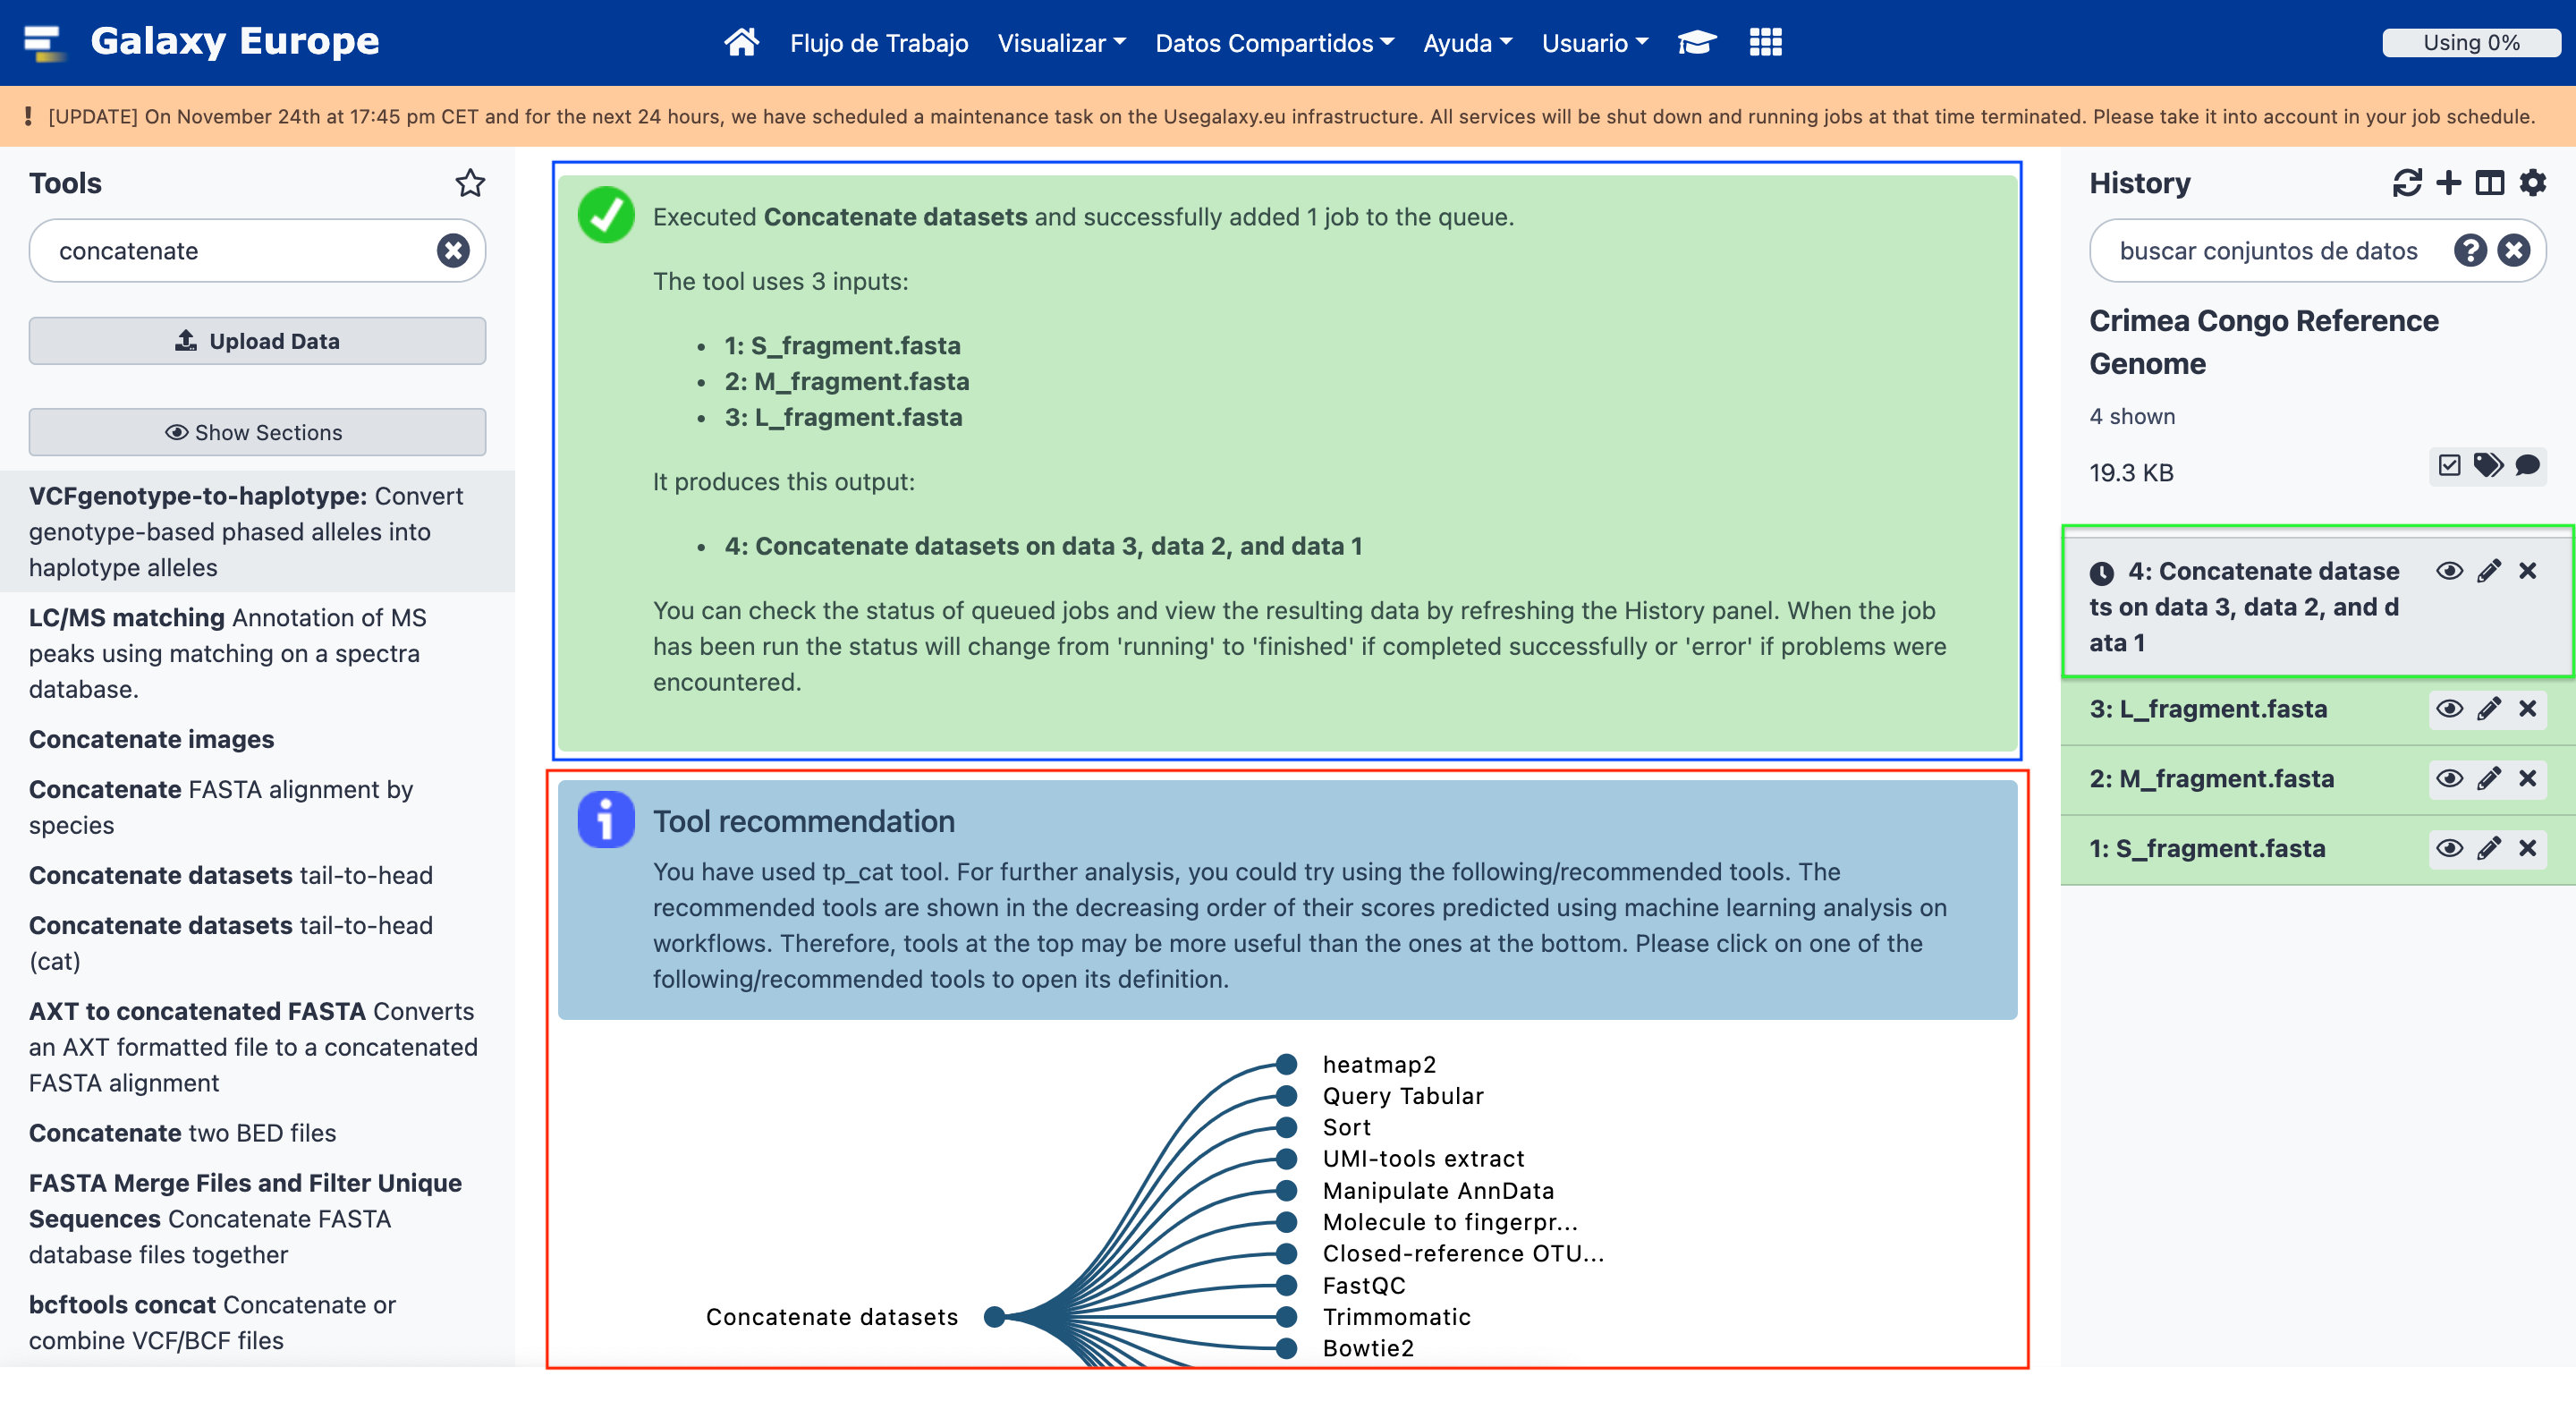 Galaxy Europe
Flujo de Trabajo Visualizar Datos Compartidos Ayuda Usuario
Using 0%
! [UPDATE] On November 24th at 17:45 pm CET and for the next 24 hours, we have scheduled a maintenance task on the Usegalaxy.eu infrastructure. All services will be shut down and running jobs at that time terminated. Please take it into account in your job schedule.
Tools
concatenate
Upload Data
Show Sections
VCFgenotype-to-haplotype: Convert
genotype-based phased alleles into
haplotype alleles
LC/MS matching Annotation of MS
peaks using matching on a spectra
database.
Concatenate images
Concatenate FASTA alignment by
species
Concatenate datasets tail-to-head
Concatenate datasets tail-to-head
(cat)
AXT to concatenated FASTA Converts
an AXT formatted file to a concatenated
FASTA alignment
Concatenate two BED files
FASTA Merge Files and Filter Unique
Sequences Concatenate FASTA
database files together
bcftools concat Concatenate or
combine VCF/BCF files
Executed Concatenate datasets and successfully added 1 job to the queue.
The tool uses 3 inputs:
• 1: S_fragment.fasta
• 2: M_fragment.fasta
• 3: L_fragment.fasta
It produces this output:
• 4: Concatenate datasets on data 3, data 2, and data 1
You can check the status of queued jobs and view the resulting data by refreshing the History panel. When the job
has been run the status will change from 'running' to 'finished' if completed successfully or 'error' if problems were
encountered.
Tool recommendation
You have used tp_cat tool. For further analysis, you could try using the following/recommended tools. The
recommended tools are shown in the decreasing order of their scores predicted using machine learning analysis on
workflows. Therefore, tools at the top may be more useful than the ones at the bottom. Please click on one of the
following/recommended tools to open its definition.
heatmap2
Query Tabular
Sort
UMI-tools extract
Manipulate AnnData
Molecule to fingerpr...
Closed-reference OTU...
FastQC
Concatenate datasets
Trimmomatic
Bowtie2
History
buscar conjuntos de datos
Crimea Congo Reference
Genome
4 shown
19.3 KB
4: Concatenate datase
ts on data 3, data 2, and d
ata 1
3: L_fragment.fasta
2: M_fragment.fasta
1: S_fragment.fasta